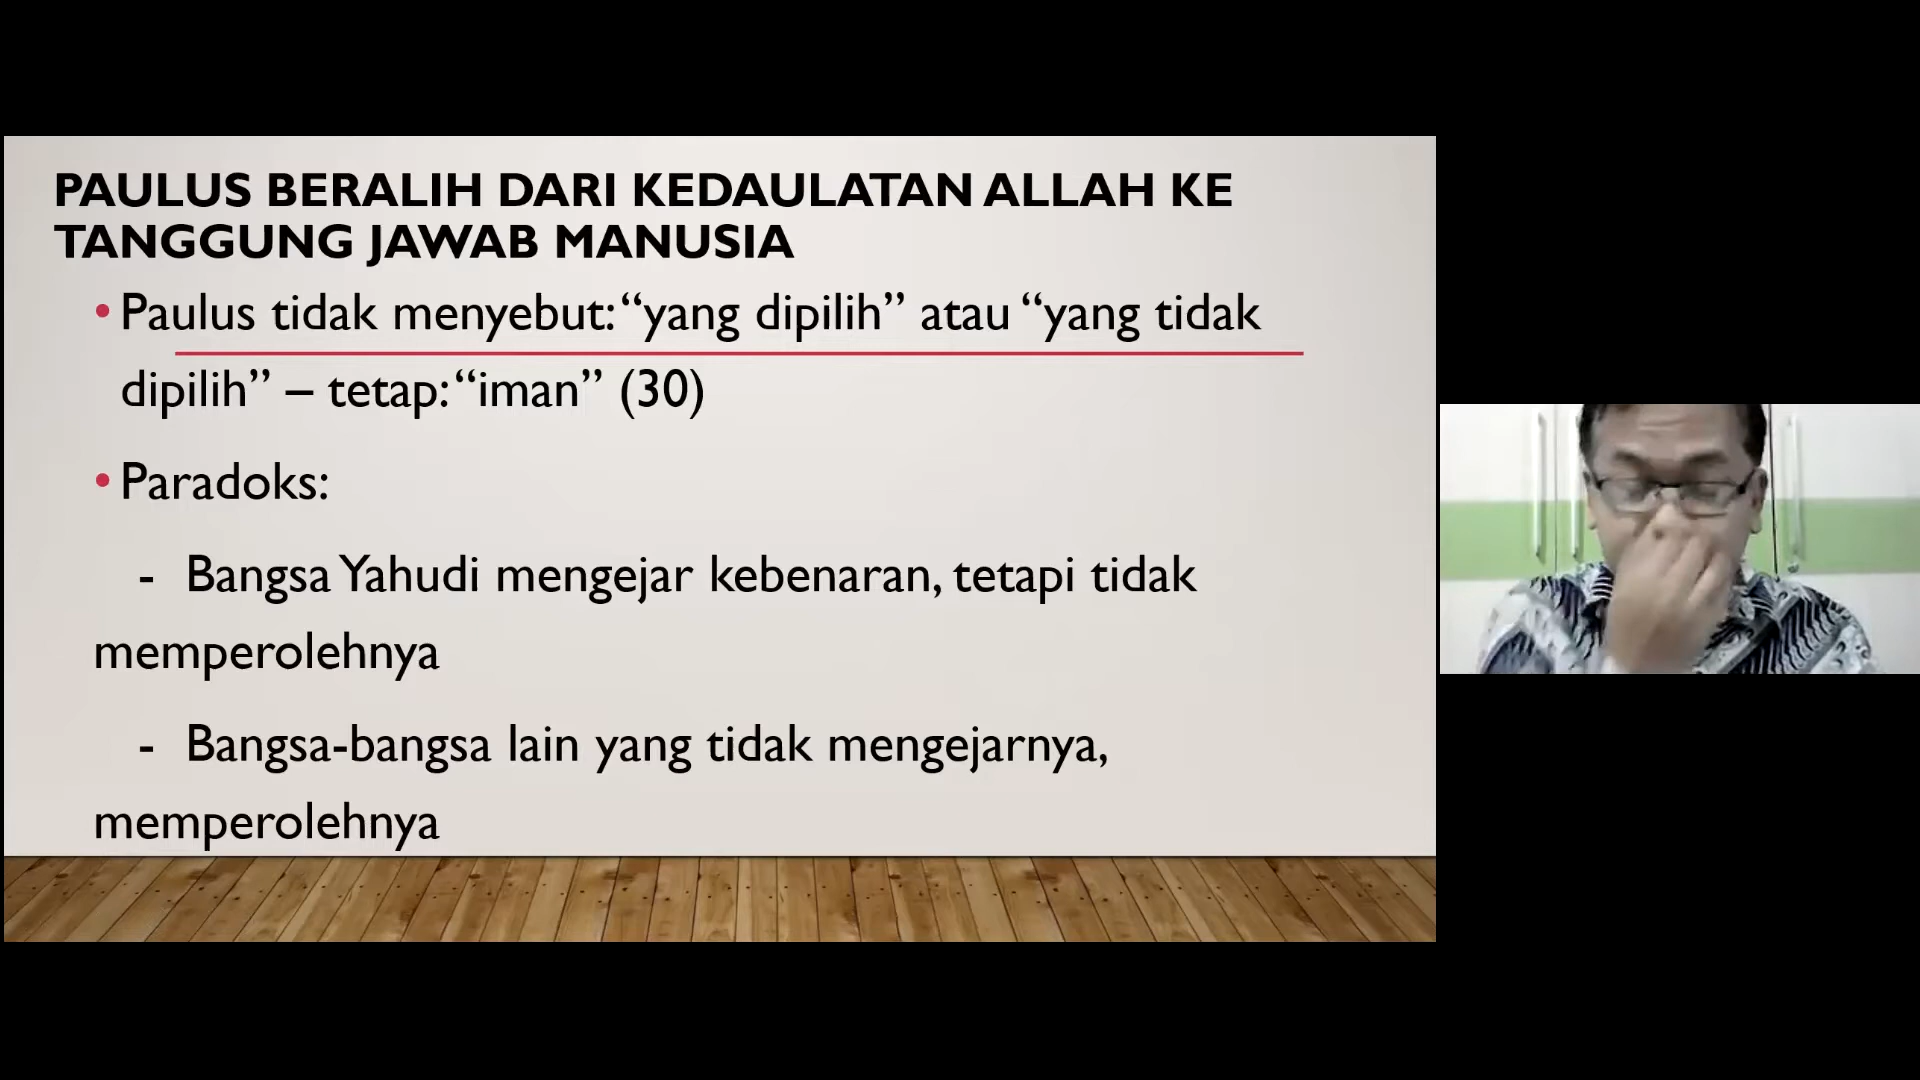 PAULUS BERALIH DARI KEDAULATAN ALLAH KE
TANGGUNG JAWAB MANUSIA
• Paulus tidak menyebut: “yang dipilih” atau “yang tidak
dipilih” – tetap: “iman” (30)
• Paradoks:
- Bangsa Yahudi mengejar kebenaran, tetapi tidak
memperolehnya
- Bangsa-bangsa lain yang tidak mengejarnya,
memperolehnya